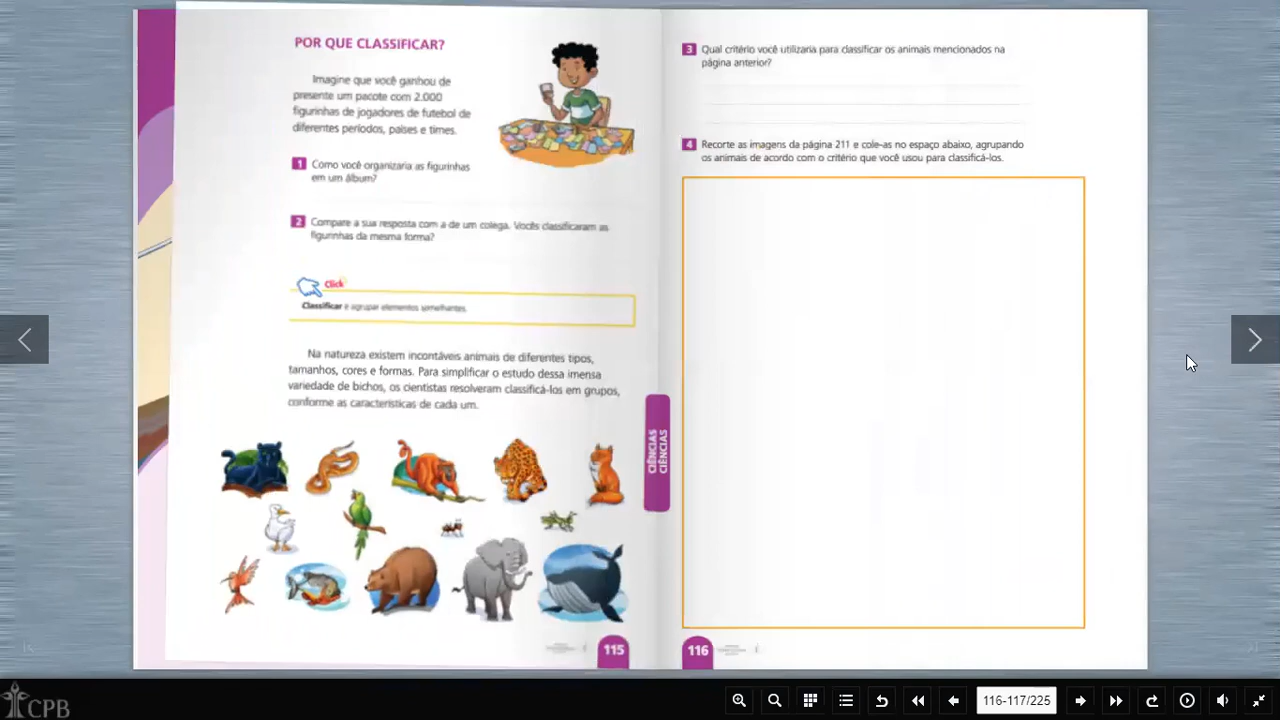 POR QUE CLASSIFICAR?
Imagine que você ganhou de
presente um pacote com 2.000
figurinhas de jogadores de futebol de
diferentes períodos, países e times.
1 Como você organizaria as figurinhas
em um álbum?
2 Compare a sua resposta com a de um colega. Vocês classificaram as
figurinhas da mesma forma?
Click
Classificar é agrupar elementos semelhantes.
Na natureza existem incontáveis animais de diferentes tipos,
tamanhos, cores e formas. Para simplificar o estudo dessa imensa
variedade de bichos, os cientistas resolveram classificá-los em grupos,
conforme as características de cada um.
CIÊNCIAS
115
3 Qual critério você utilizaria para classificar os animais mencionados na
página anterior?
4 Recorte as imagens da página 211 e cole-as no espaço abaixo, agrupando
os animais de acordo com o critério que você usou para classificá-los.
CIÊNCIAS
116
CPB
116-117/225